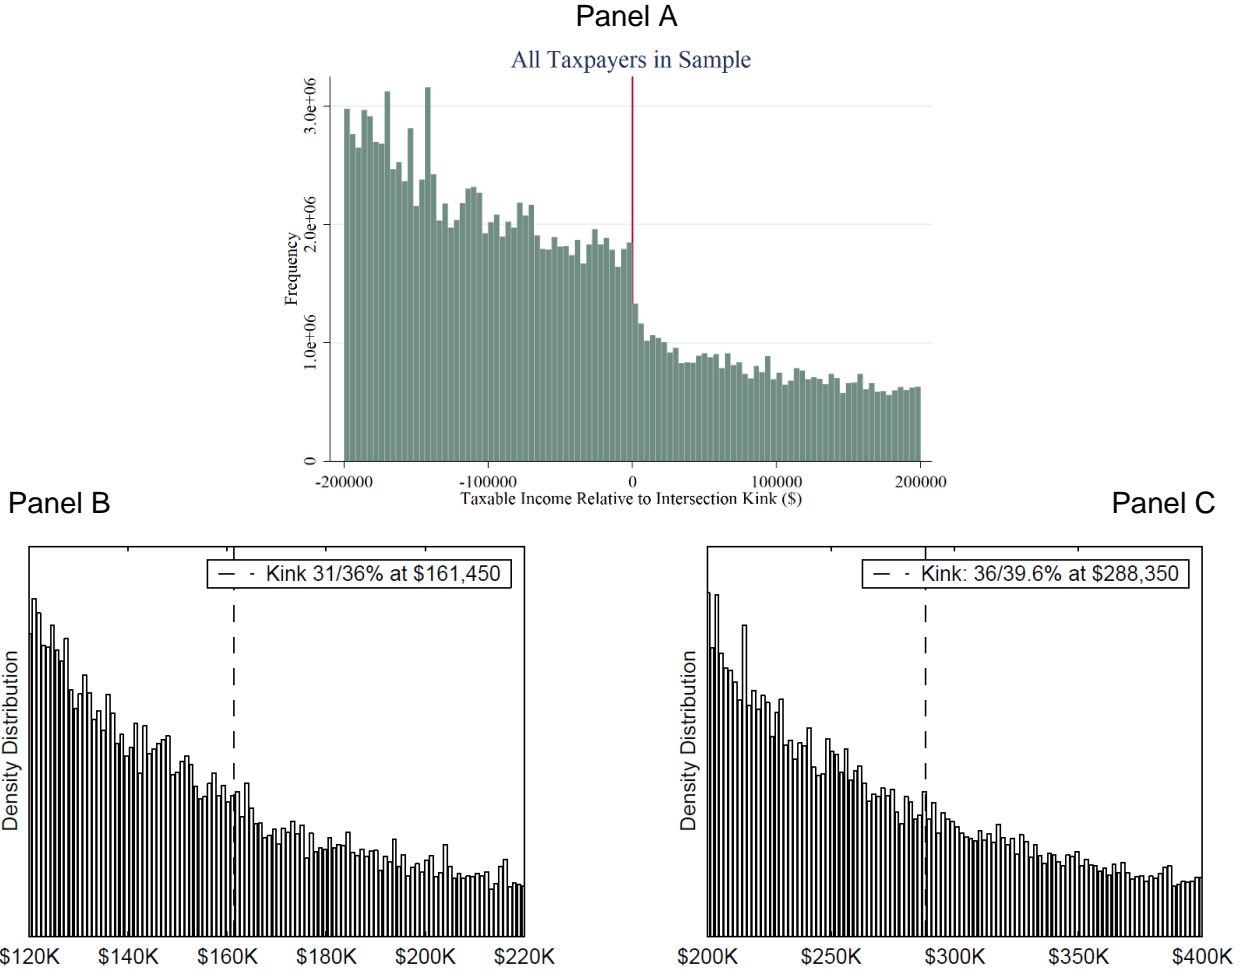 Panel A
All Taxpayers in Sample
Frequency
3.0e+06
2.0e+06
1.0e+06
0
-200000 -100000 0 100000 200000
Taxable Income Relative to Intersection Kink ($)
Panel B
Kink 31/36% at $161,450
Density Distribution
$120K $140K $160K $180K $200K $220K
Panel C
Kink: 36/39.6% at $288,350
Density Distribution
$200K $250K $300K $350K $400K